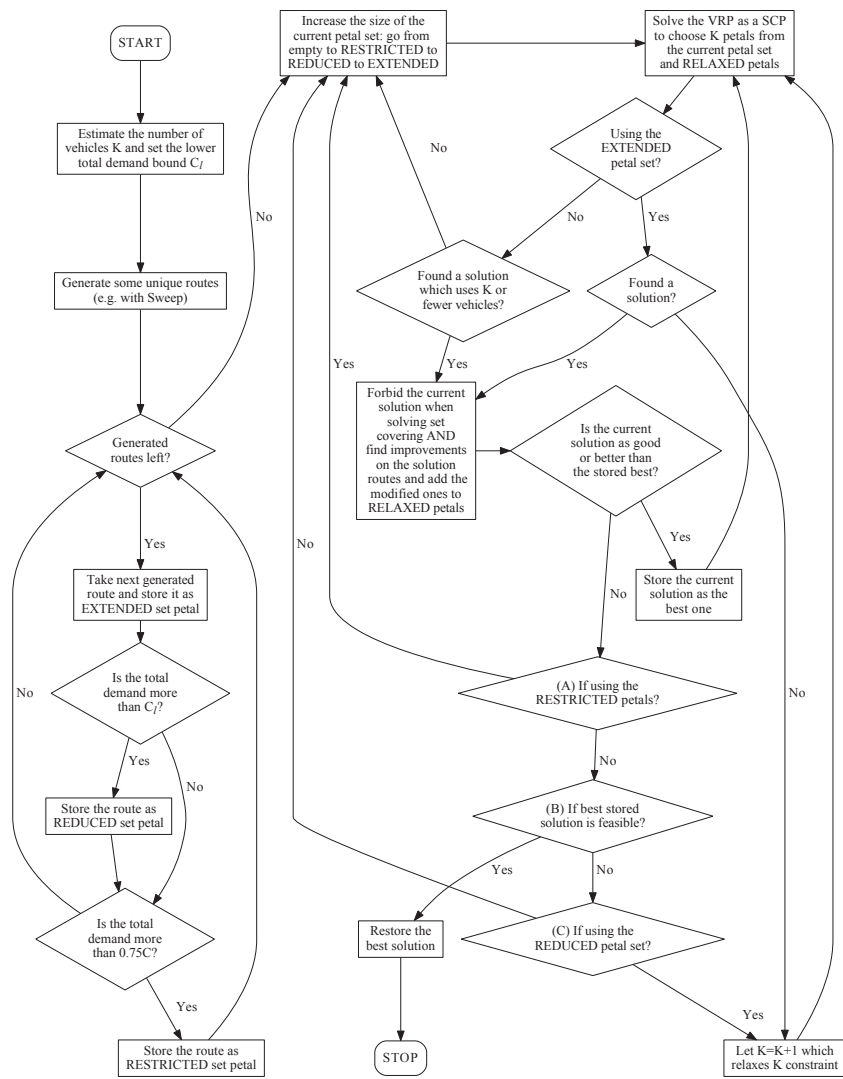 START
Estimate the number of
vehicles K and set the lower
total demand bound Cl
Generate some unique routes
(e.g. with Sweep)
Generated
routes left?
No
Yes
Take next generated
route and store it as
EXTENDED set petal
Is the total
demand more
than Cl?
Yes
No
Store the route as
REDUCED set petal
Is the total
demand more
than 0.75C?
No
Yes
Store the route as
RESTRICTED set petal
Increase the size of the
current petal set: go from
empty to RESTRICTED to
REDUCED to EXTENDED
Solve the VRP as a SCP
to choose K petals from
the current petal set
and RELAXED petals
Using the
EXTENDED
petal set?
No
Yes
No
Found a solution
which uses K or
fewer vehicles?
Found a
solution?
Yes
Yes
Yes
No
Forbid the current
solution when
solving set
covering AND
find improvements
on the solution
routes and add the
modified ones to
RELAXED petals
Is the current
solution as good
or better than
the stored best?
Yes
No
Store the current
solution as the
best one
(A) If using the
RESTRICTED petals?
No
(B) If best stored
solution is feasible?
Yes
No
Restore the
best solution
(C) If using the
REDUCED petal set?
No
Yes
STOP
Let K=K+1 which
relaxes K constraint